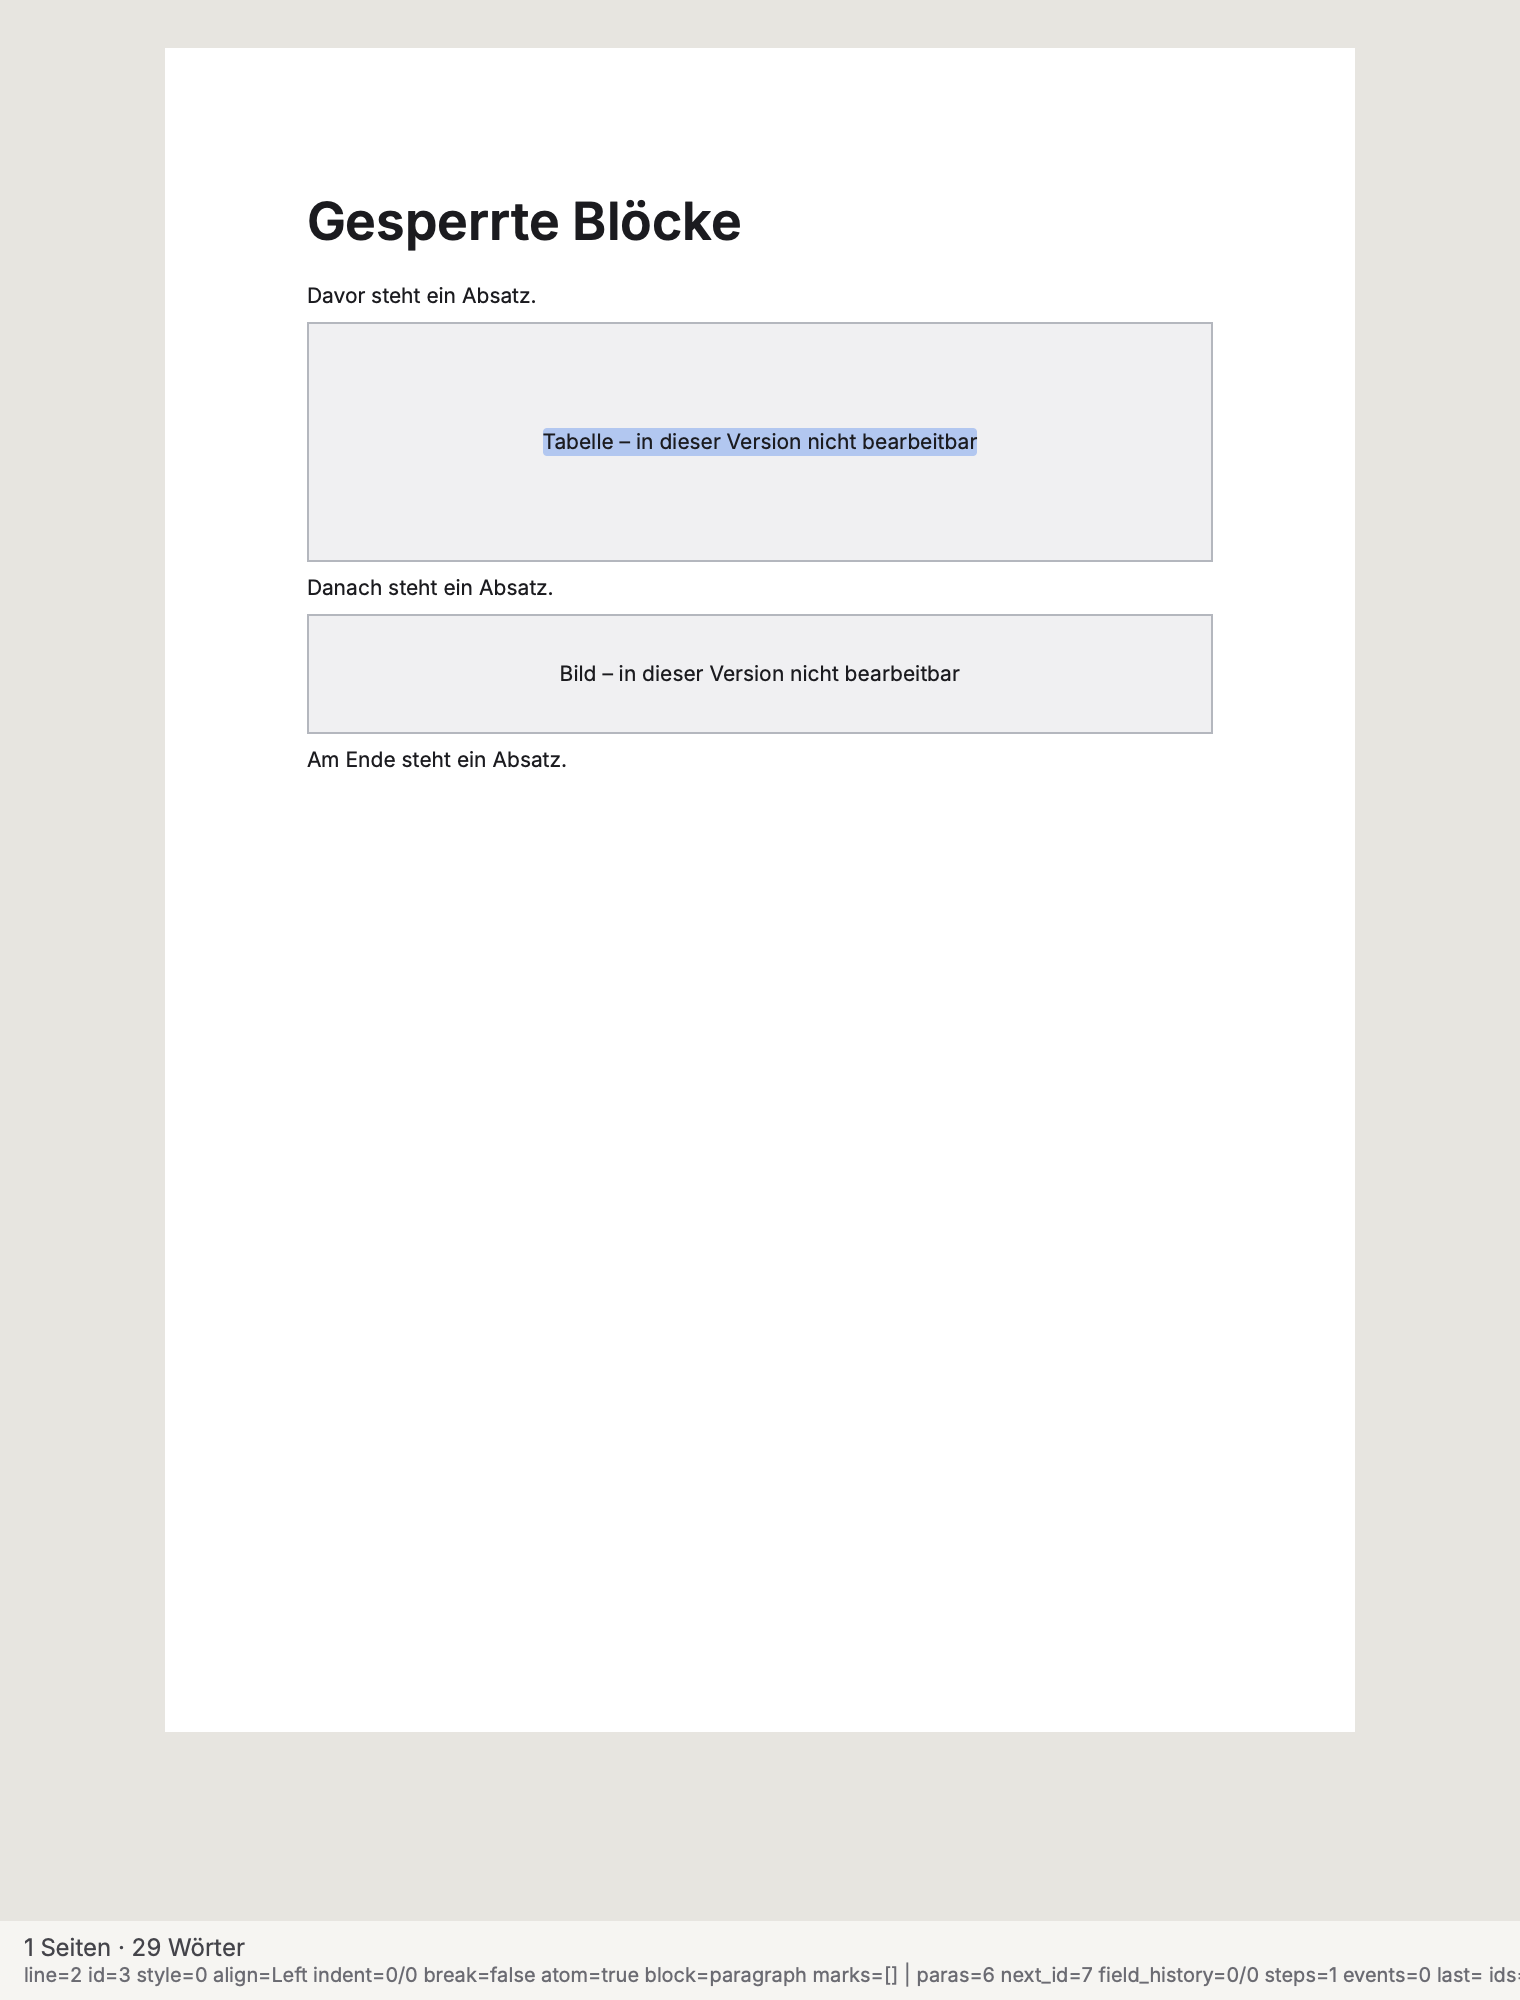 Gesperrte Blöcke
Davor steht ein Absatz.
Tabelle – in dieser Version nicht bearbeitbar
Danach steht ein Absatz.
Bild – in dieser Version nicht bearbeitbar
Am Ende steht ein Absatz.
1 Seiten · 29 Wörter
line=2 id=3 style=0 align=Left indent=0/0 break=false atom=true block=paragraph marks=[] | paras=6 next_id=7 field_history=0/0 steps=1 events=0 last= ids=